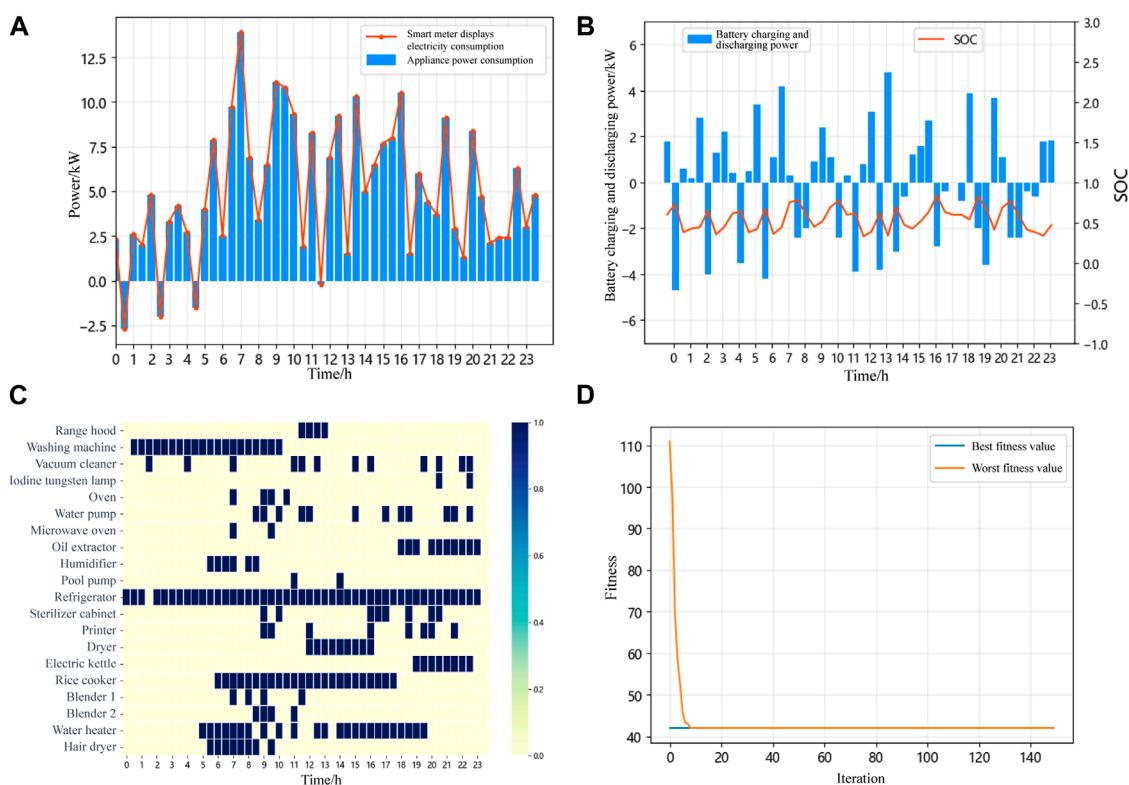 A
Smart meter displays
electricity consumption
Appliance power consumption
Power/kW
12.5
10.0
7.5
5.0
2.5
0.0
−2.5
0 1 2 3 4 5 6 7 8 9 10 11 12 13 14 15 16 17 18 19 20 21 22 23
Time/h
B
Battery charging and
discharging power
SOC
Battery charging and discharging power/kW
6
4
2
0
−2
−4
−6
3.0
2.5
2.0
1.5
1.0
0.5
0.0
−0.5
−1.0
SOC
0 1 2 3 4 5 6 7 8 9 10 11 12 13 14 15 16 17 18 19 20 21 22 23
Time/h
C
Range hood
Washing machine
Vacuum cleaner
Iodine tungsten lamp
Oven
Water pump
Microwave oven
Oil extractor
Humidifier
Pool pump
Refrigerator
Sterilizer cabinet
Printer
Dryer
Electric kettle
Rice cooker
Blender 1
Blender 2
Water heater
Hair dryer
0 1 2 3 4 5 6 7 8 9 10 11 12 13 14 15 16 17 18 19 20 21 22 23
Time/h
1.0
0.8
0.6
0.4
0.2
0.0
D
Best fitness value
Worst fitness value
Fitness
110
100
90
80
70
60
50
40
0 20 40 60 80 100 120 140
Iteration